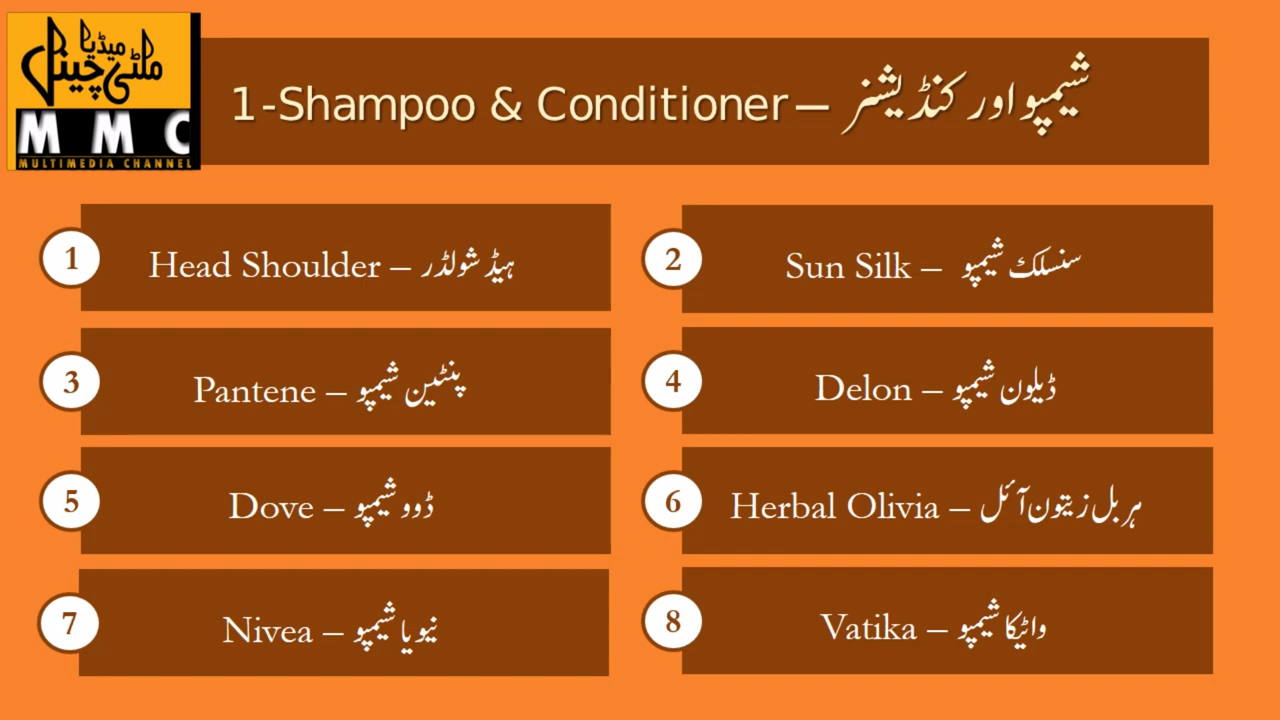 ملٹی میڈیا چینل
MMC
MULTIMEDIA CHANNEL
1-Shampoo & Conditioner – شیمپو اور کنڈیشنر
1 Head Shoulder – ہیڈ شولڈر
2 Sun Silk – سنسلک شیمپو
3 Pantene – پنٹین شیمپو
4 Delon – ڈیلون شیمپو
5 Dove – ڈوو شیمپو
6 Herbal Olivia – ہربل زیتون آئل
7 Nivea – نیویا شیمپو
8 Vatika – واٹیکا شیمپو